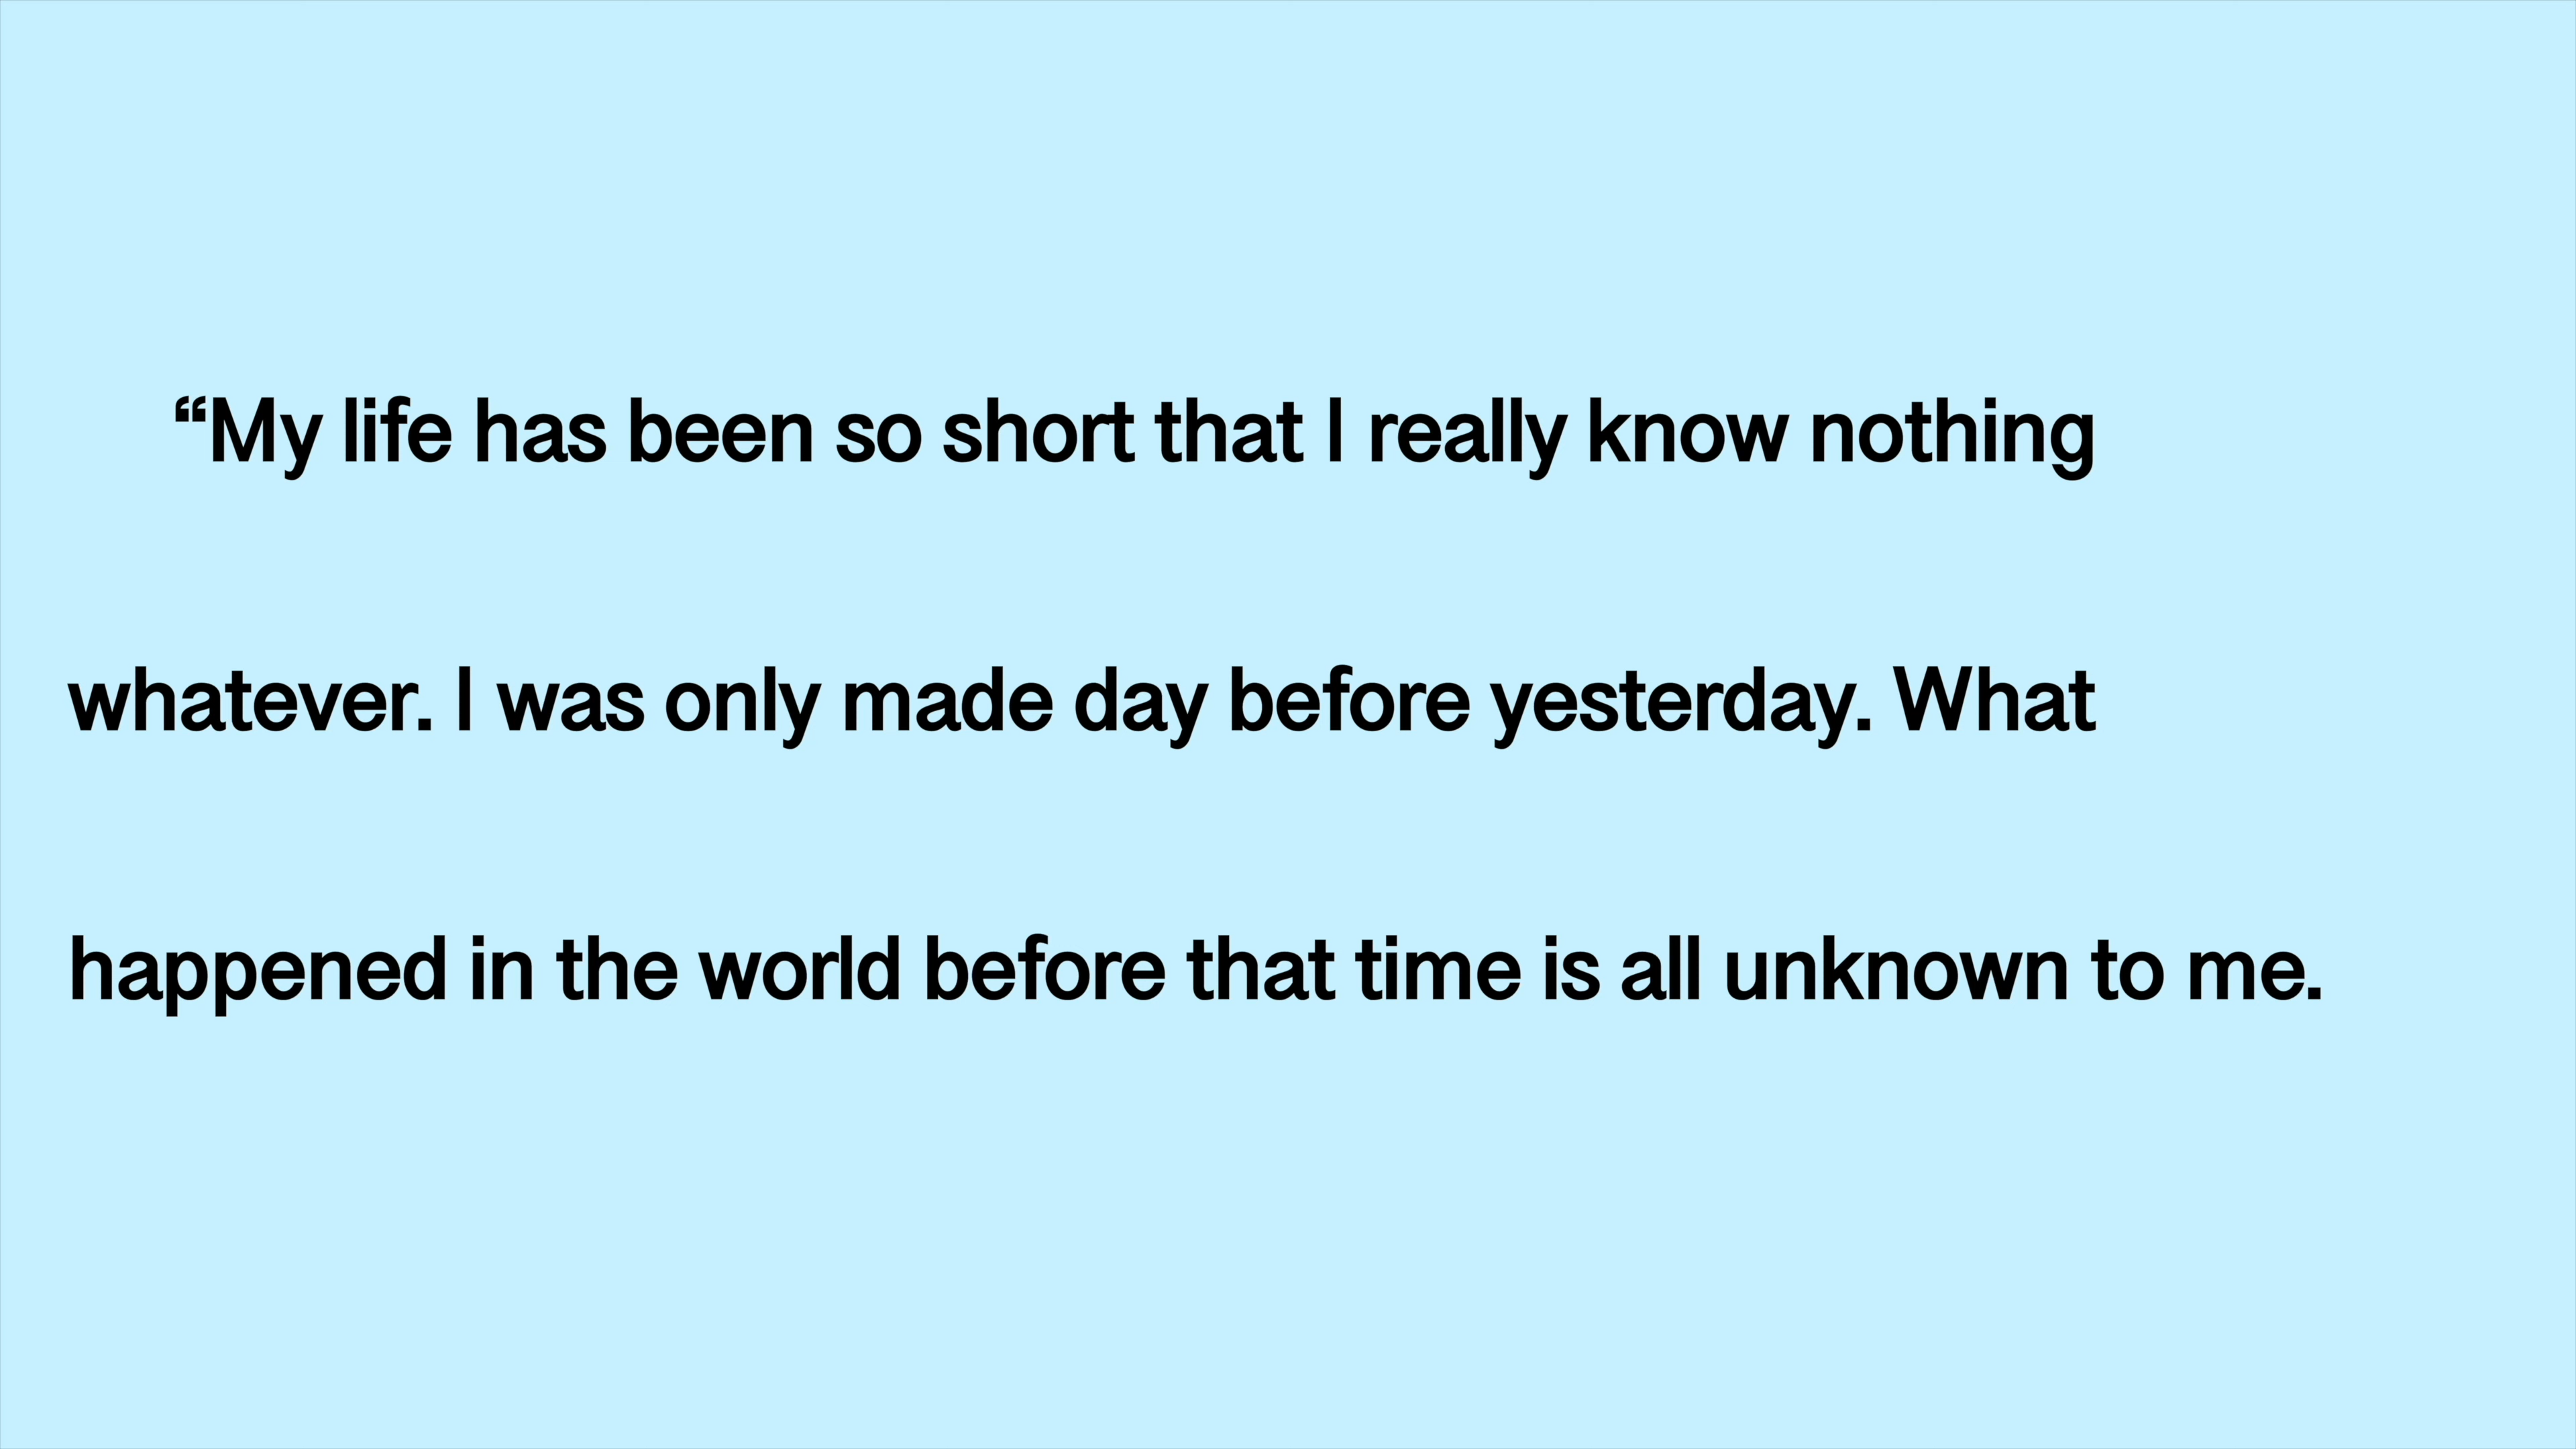 “My life has been so short that I really know nothing
whatever. I was only made day before yesterday. What
happened in the world before that time is all unknown to me.